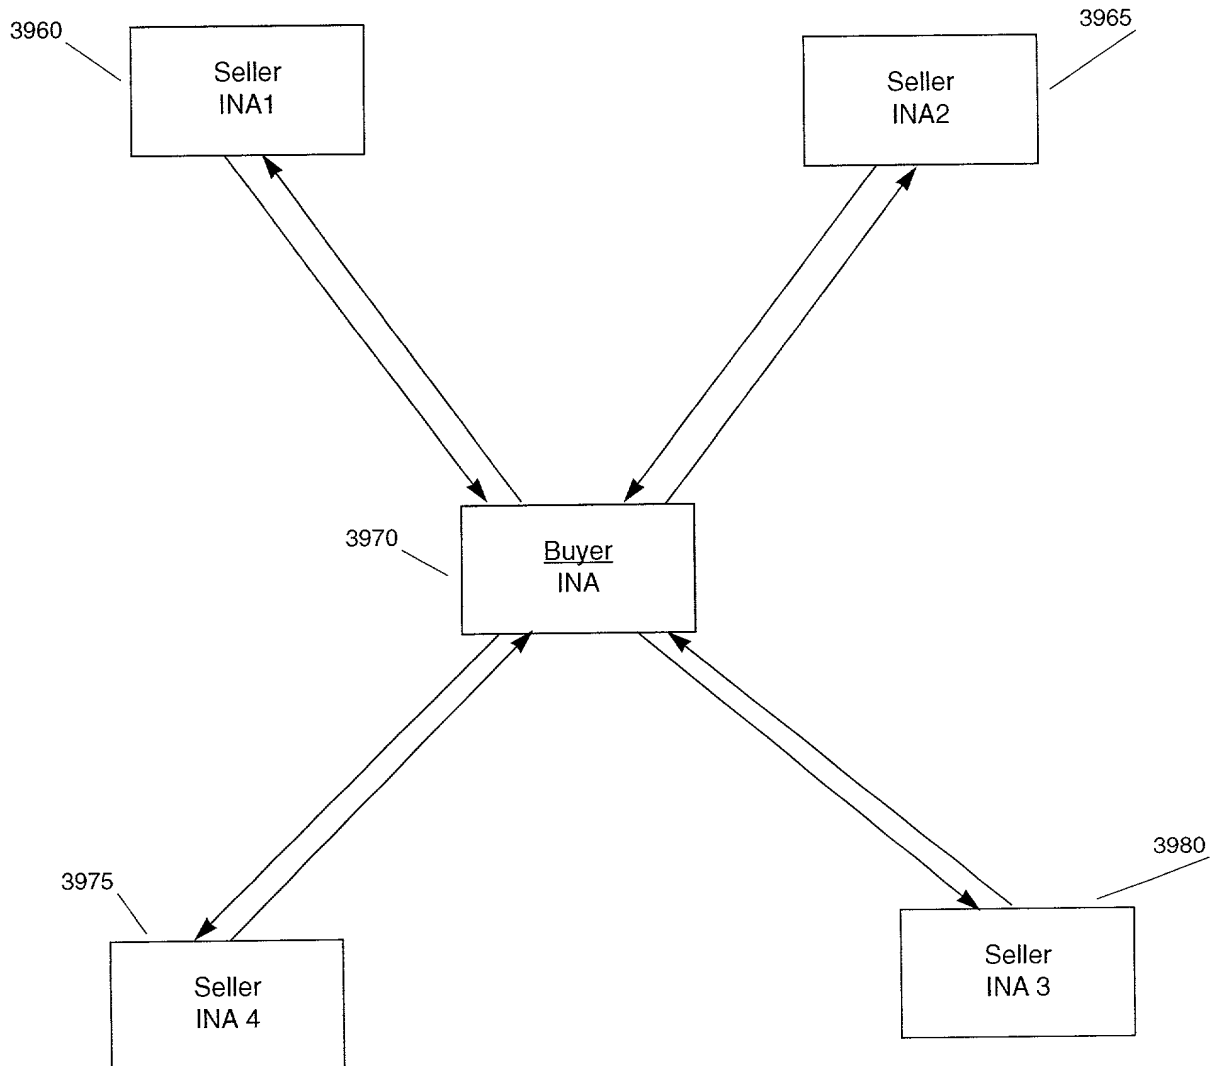 3960
Seller
INA1
3965
Seller
INA2
3970
Buyer
INA
3975
Seller
INA 4
3980
Seller
INA 3